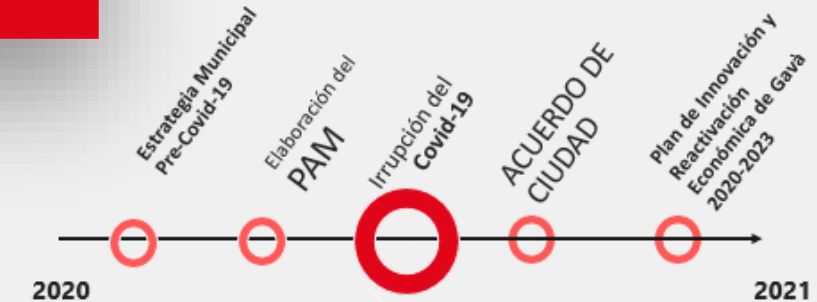 Estrategia Municipal
Pre-Covid-19
Elaboración del
PAM
Irrupción del
Covid-19
ACUERDO DE
CIUDAD
Plan de Innovación y
Reactivación
Económica de Gavà
2020-2023
2020
2021